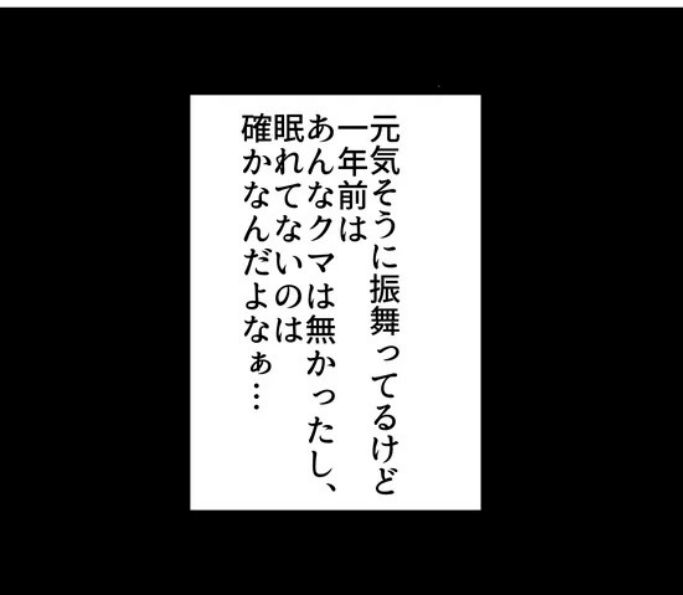 元気そうに振舞ってるけど
一年前は
あんなクマは無かったし、
眠れてないのは
確かなんだよなぁ…